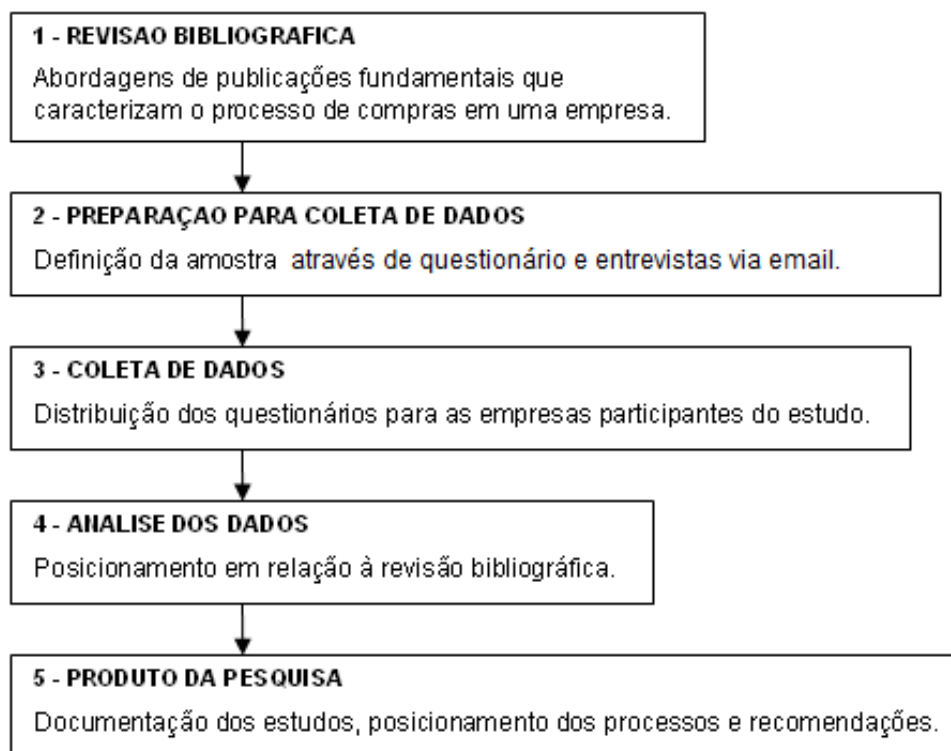 1 - REVISAO BIBLIOGRAFICA
Abordagens de publicações fundamentais que
caracterizam o processo de compras em uma empresa.
2 - PREPARAÇAO PARA COLETA DE DADOS
Definição da amostra através de questionário e entrevistas via email.
3 - COLETA DE DADOS
Distribuição dos questionários para as empresas participantes do estudo.
4 - ANALISE DOS DADOS
Posicionamento em relação à revisão bibliográfica.
5 - PRODUTO DA PESQUISA
Documentação dos estudos, posicionamento dos processos e recomendações.